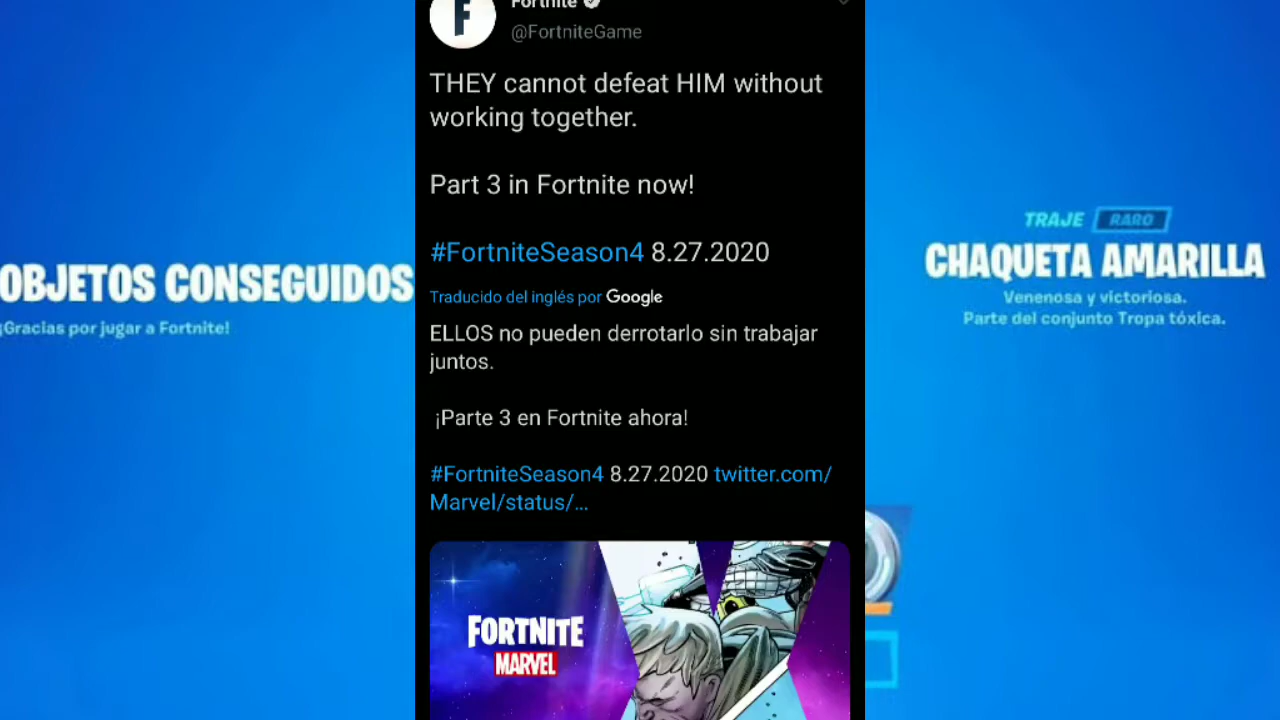 Fortnite
@FortniteGame
THEY cannot defeat HIM without
working together.
Part 3 in Fortnite now!
#FortniteSeason4 8.27.2020
Traducido del inglés por Google
ELLOS no pueden derrotarlo sin trabajar
juntos.
¡Parte 3 en Fortnite ahora!
#FortniteSeason4 8.27.2020 twitter.com/
Marvel/status/...
FORTNITE
MARVEL
OBJETOS CONSEGUIDOS
¡Gracias por jugar a Fortnite!
TRAJE RARO
CHAQUETA AMARILLA
Venenosa y victoriosa.
Parte del conjunto Tropa tóxica.